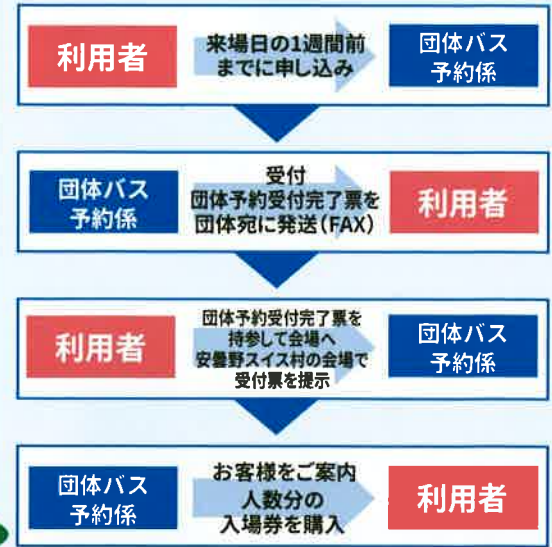 利用者
来場日の1週間前
までに申し込み
団体バス
予約係
団体バス
予約係
受付
団体予約受付完了票を
団体宛に発送(FAX)
利用者
利用者
団体予約受付完了票を
持参して会場へ
安曇野スイス村の会場で
受付票を提示
団体バス
予約係
団体バス
予約係
お客様をご案内
人数分の
入場券を購入
利用者